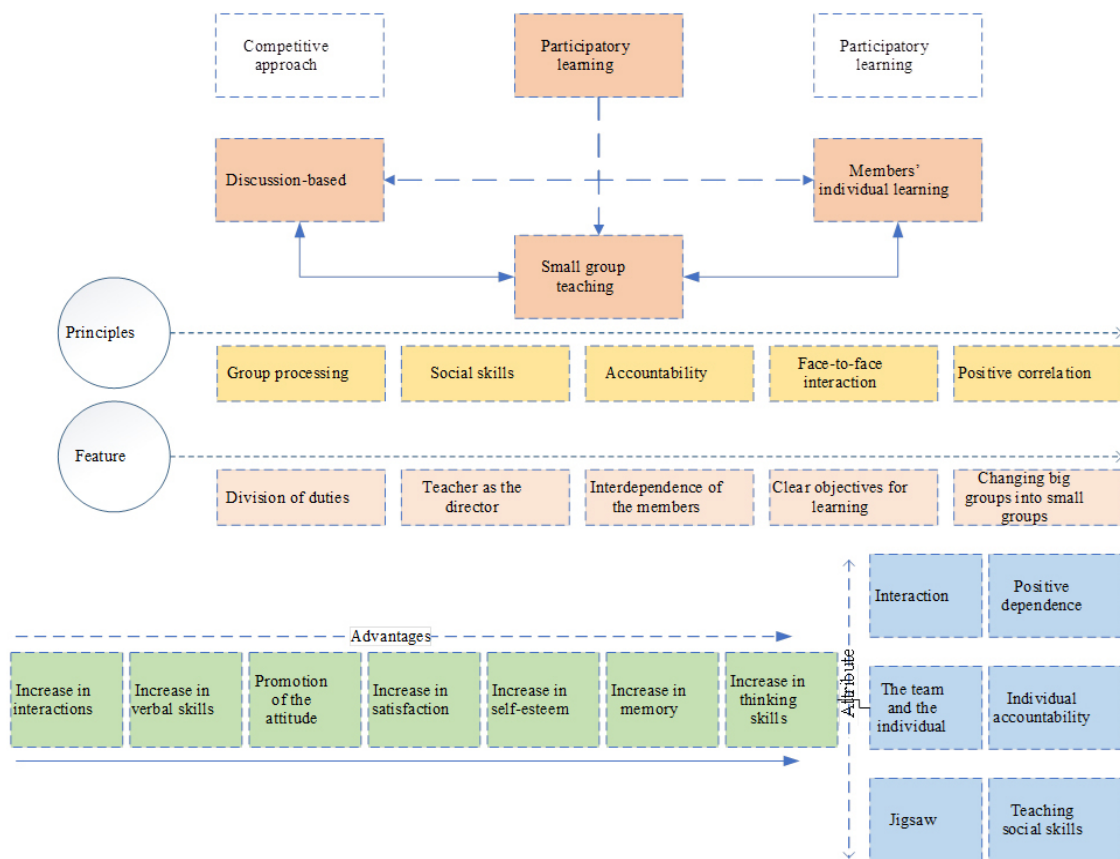 Competitive
approach
Participatory
learning
Participatory
learning
Discussion-based
Members’
individual learning
Small group
teaching
Principles
Group processing
Social skills
Accountability
Face-to-face
interaction
Positive correlation
Feature
Division of duties
Teacher as the
director
Interdependence of
the members
Clear objectives for
learning
Changing big
groups into small
groups
Advantages
Increase in
interactions
Increase in
verbal skills
Promotion
of the
attitude
Increase in
satisfaction
Increase in
self-esteem
Increase in
memory
Increase in
thinking
skills
Attribute
Interaction
Positive
dependence
The team
and the
individual
Individual
accountability
Jigsaw
Teaching
social skills